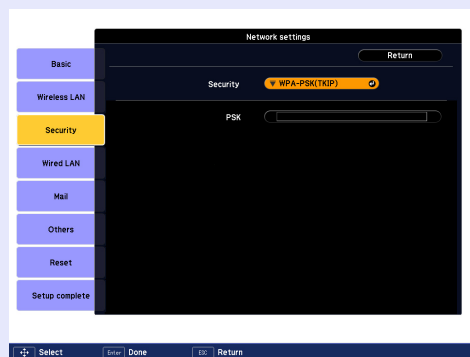 Network settings
Return
Basic
Security ▼ WPA-PSK(TKIP)
Wireless LAN
PSK
Security
Wired LAN
Mail
Others
Reset
Setup complete
Select Enter Done ESC Return